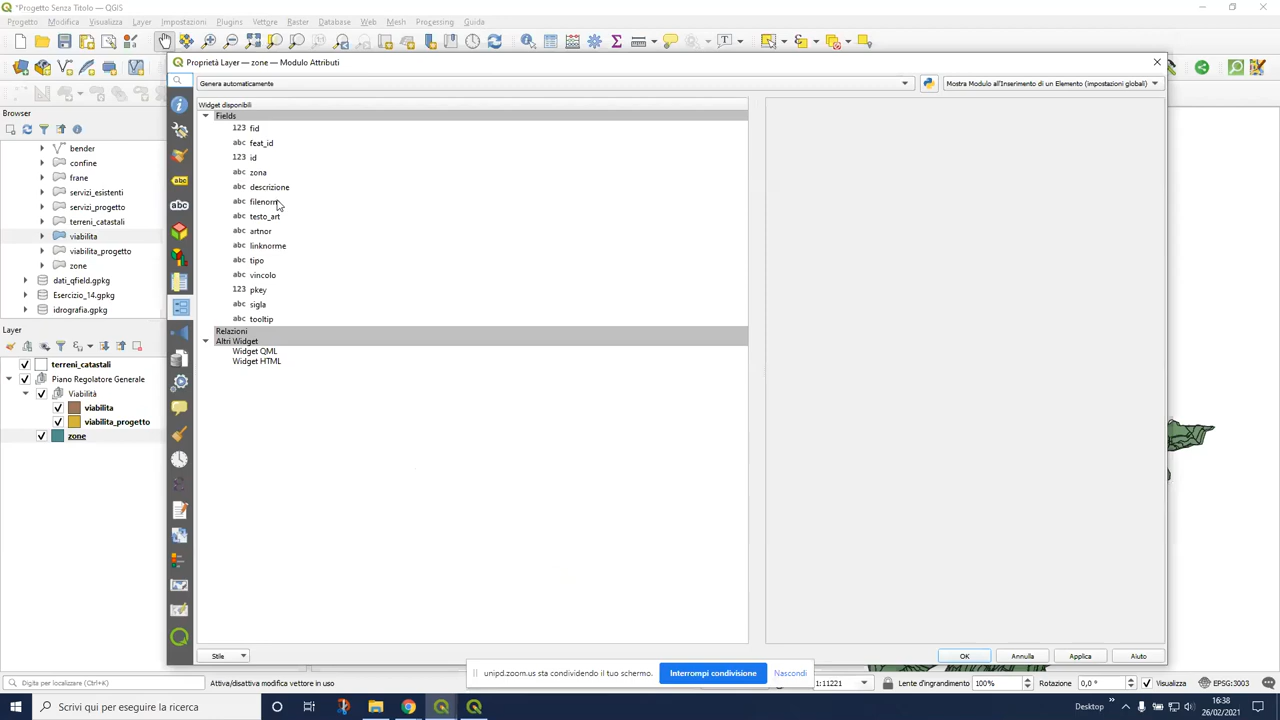 *Progetto Senza Titolo — QGIS
Progetto Modifica Visualizza Layer Impostazioni Plugins Vettore Raster Database Web Mesh Processing Guida
Proprietà Layer — zone — Modulo Attributi
Genera automaticamente
Mostra Modulo all'Inserimento di un Elemento (impostazioni global)
Browser
bender
confine
frane
servizi_esistenti
servizi_progetto
terreni_catastali
viabilita
viabilita_progetto
zone
dati_qfield.gpkg
Esercizio_14.gpkg
idrografia.gpkg
Layer
terreni_catastali
Piano Regolatore Generale
Viabilità
viabilita
viabilita_progetto
zone
Widget disponibili
Fields
123 fid
abc feat_id
123 id
abc zona
abc descrizione
abc
abc testo_art
abc artnor
abc linknorme
abc tipo
abc vincolo
123 pkey
abc sigla
abc tooltip
Relazioni
Altri Widget
Widget QML
Widget HTML
abc
abc
Stile
OK Annulla Applica Aiuto
unipd.zoom.us sta condividendo il tuo schermo. Interrompi condivisione Nascondi
Digita per localizzare (Ctrl+K) Attiva/disattiva modifica vettore in uso
1:11221 Lente d'ingrandimento 100% Rotazione 0,0 ° Visualizza EPSG:3003
Scrivi qui per eseguire la ricerca
Desktop
16:38
26/02/2021